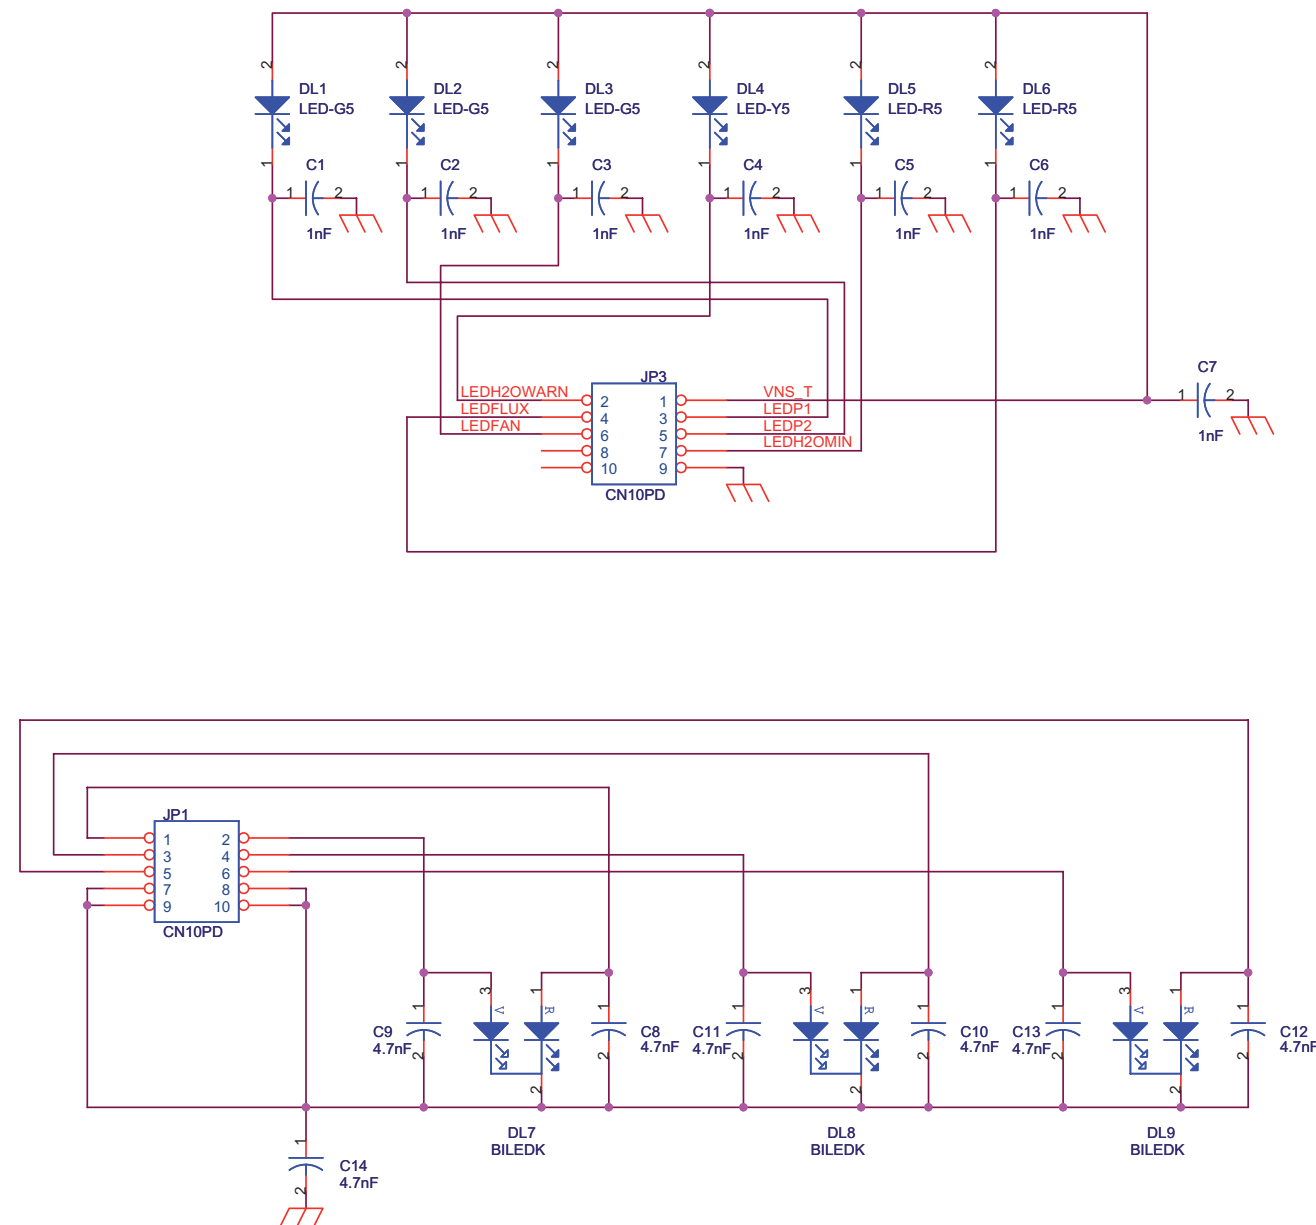 2 2 2 2 2 2
DL1 DL2 DL3 DL4 DL5 DL6
LED-G5 LED-G5 LED-G5 LED-Y5 LED-R5 LED-R5
1 1 1 1 1 1
C1 C2 C3 C4 C5 C6
1 2 1 2 1 2 1 2 1 2 1 2
1nF 1nF 1nF 1nF 1nF 1nF
C7
1 2
1nF
JP3
LEDH2OWARN 2 1 VNS_T
LEDFLUX 4 3 LEDP1
LEDFAN 6 5 LEDP2
8 7 LEDH2OMIN
10 9
CN10PD
JP1
1 2
3 4
5 6
7 8
9 10
CN10PD
3 1 3 1 3 1
1 V R 1 1 V R 1 1 V R 1
C9 C8 C11 C10 C13 C12
4.7nF 4.7nF 4.7nF 4.7nF 4.7nF 4.7nF
2 2 2 2 2 2
2 2 2
DL7 DL8 DL9
BILEDK BILEDK BILEDK
1
C14
4.7nF
2